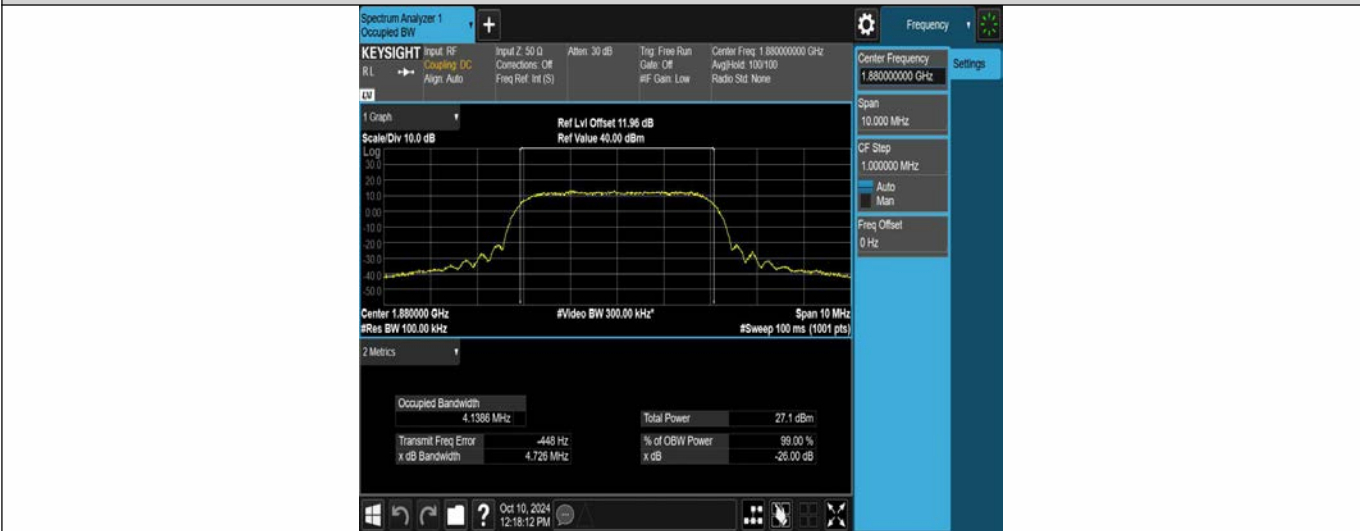 Spectrum Analyzer 1
Occupied BW
+
Frequency
KEYSIGHT
RL
Input: RF
Coupling: DC
Align: Auto
Input Z: 50 Ω
Corrections: Off
Freq Ref: Int (S)
Atten: 30 dB
Trig: Free Run
Gate: Off
#IF Gain: Low
Center Freq: 1.880000000 GHz
Avg|Hold: 100/100
Radio Std: None
LXI
Center Frequency
1.880000000 GHz
Settings
Span
10.000 MHz
CF Step
1.000000 MHz
Auto
Man
Freq Offset
0 Hz
1 Graph
Scale/Div 10.0 dB
Ref Lvl Offset 11.96 dB
Ref Value 40.00 dBm
Log
30.0
20.0
10.0
0.00
-10.0
-20.0
-30.0
-40.0
-50.0
Center 1.880000 GHz
#Res BW 100.00 kHz
#Video BW 300.00 kHz*
Span 10 MHz
#Sweep 100 ms (1001 pts)
2 Metrics
Occupied Bandwidth
4.1386 MHz
Total Power 27.1 dBm
Transmit Freq Error -448 Hz
% of OBW Power 99.00 %
x dB Bandwidth 4.726 MHz
x dB -26.00 dB
?
Oct 10, 2024
12:18:12 PM